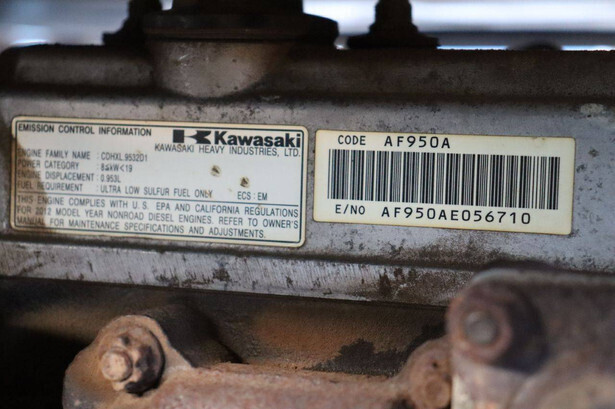 EMISSION CONTROL INFORMATION
Kawasaki
KAWASAKI HEAVY INDUSTRIES, LTD.
ENGINE FAMILY NAME : CDHXL.9532D1
POWER CATEGORY : 8≤kW<19
ENGINE DISPLACEMENT : 0.953L
FUEL REQUIREMENT : ULTRA LOW SULFUR FUEL ONLY ECS : EM
THIS ENGINE COMPLIES WITH U.S. EPA AND CALIFORNIA REGULATIONS
FOR 2012 MODEL YEAR NONROAD DIESEL ENGINES. REFER TO OWNER'S
MANUAL FOR MAINTENANCE SPECIFICATIONS AND ADJUSTMENTS.
CODE AF950A
E/NO AF950AE056710